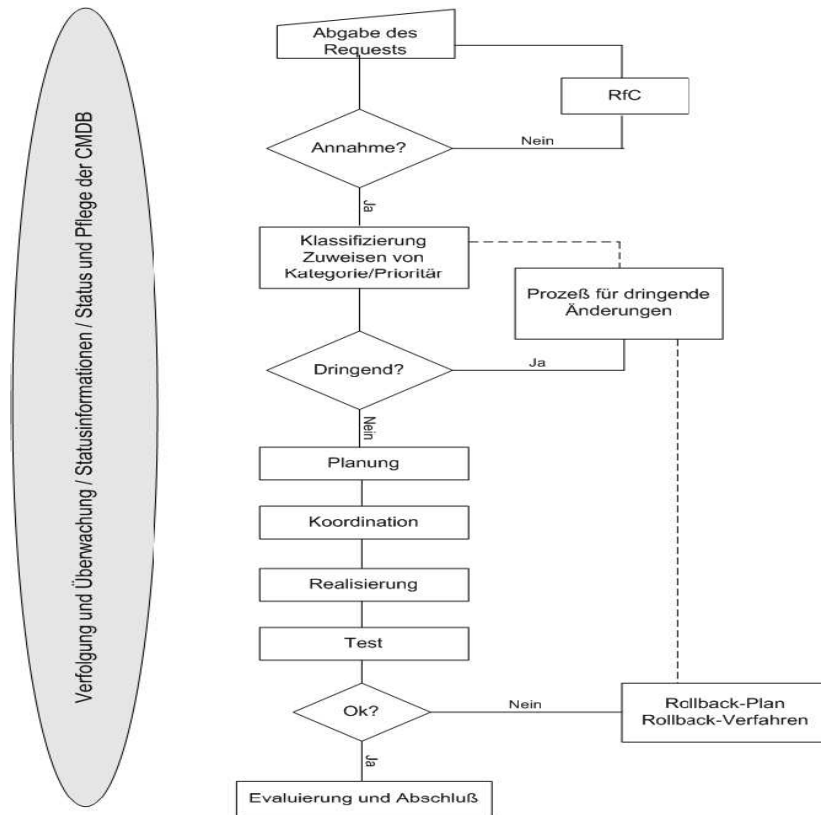 Verfolgung und Überwachung / Statusinformationen / Status und Pflege der CMDB
Abgabe des
Requests
RfC
Annahme?
Nein
Ja
Klassifizierung
Zuweisen von
Kategorie/Prioritär
Prozeß für dringende
Änderungen
Dringend?
Ja
Nein
Planung
Koordination
Realisierung
Test
Ok?
Nein
Rollback-Plan
Rollback-Verfahren
Ja
Evaluierung und Abschluß